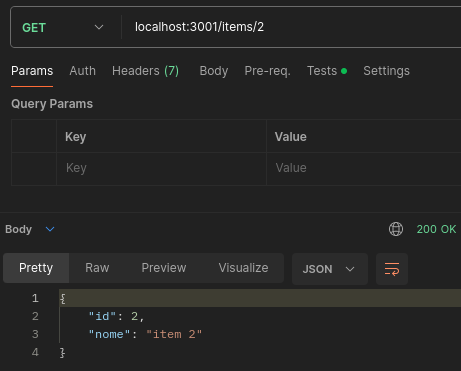 GET localhost:3001/items/2
Params Auth Headers (7) Body Pre-req. Tests Settings
Query Params
Key Value
Key Value
Body 200 OK
Pretty Raw Preview Visualize JSON
1 {
2 "id": 2,
3 "nome": "item 2"
4 }